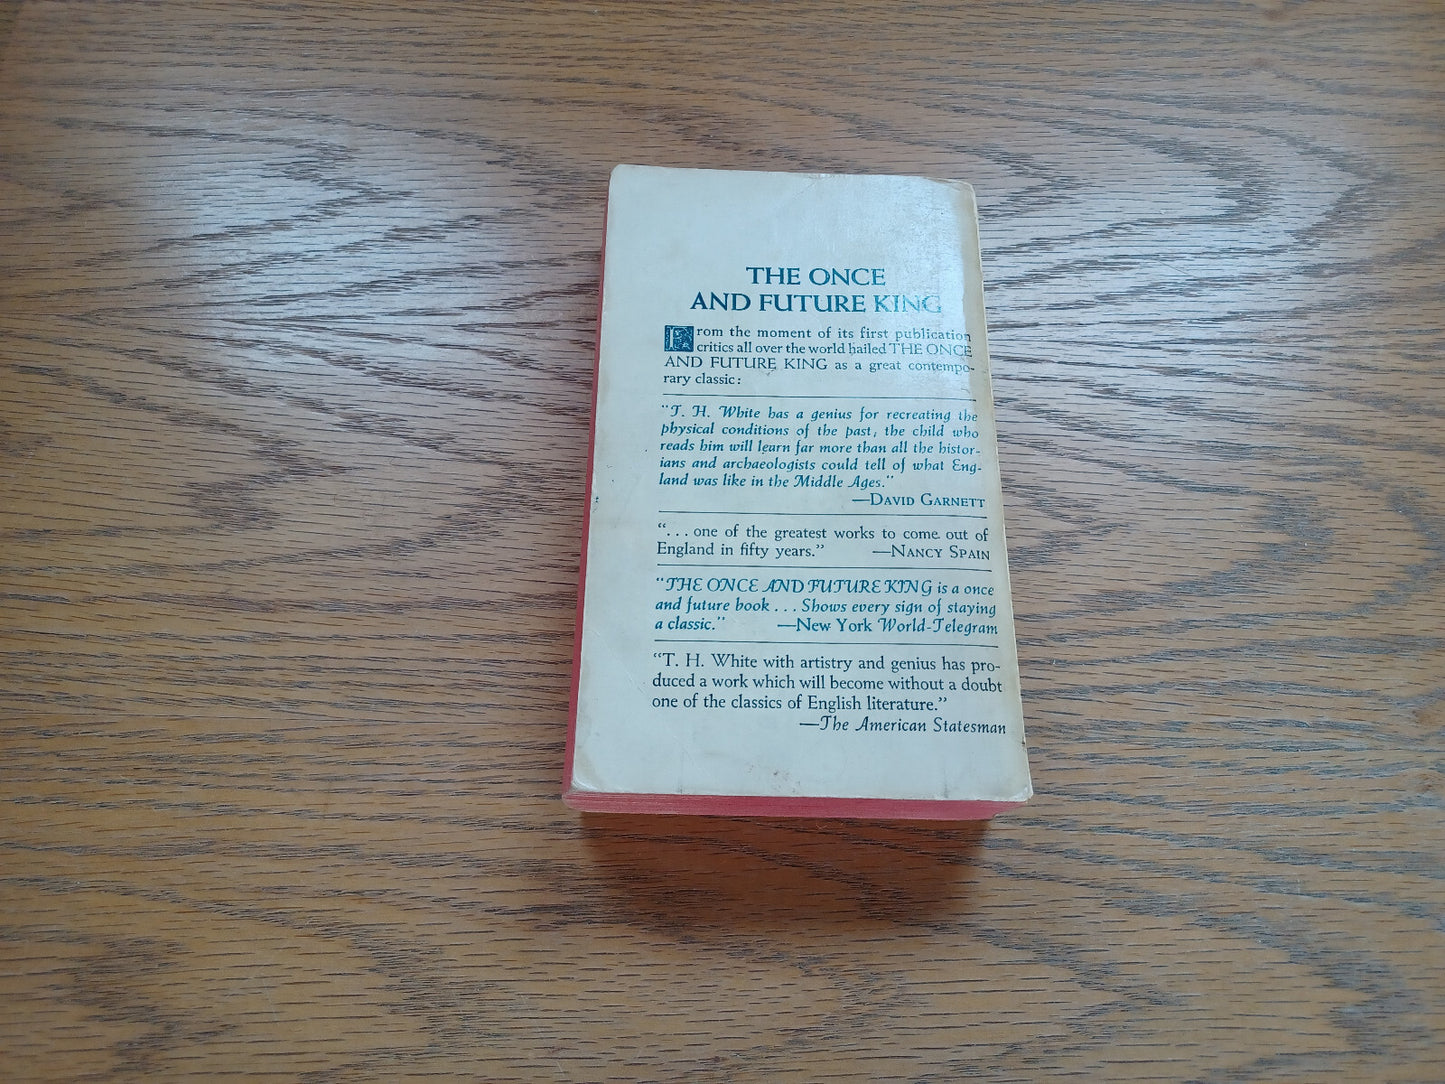 THE ONCE
AND FUTURE KING
From the moment of its first publication
critics all over the world hailed THE ONCE
AND FUTURE KING as a great contempo-
rary classic:
"T. H. White has a genius for recreating the
physical conditions of the past, the child who
reads him will learn far more than all the histor-
ians and archaeologists could tell of what Eng-
land was like in the Middle Ages."
—DAVID GARNETT
"... one of the greatest works to come out of
England in fifty years." —NANCY SPAIN
"THE ONCE AND FUTURE KING is a once
and future book ... Shows every sign of staying
a classic." —New York World-Telegram
"T. H. White with artistry and genius has pro-
duced a work which will become without a doubt
one of the classics of English literature."
—The American Statesman